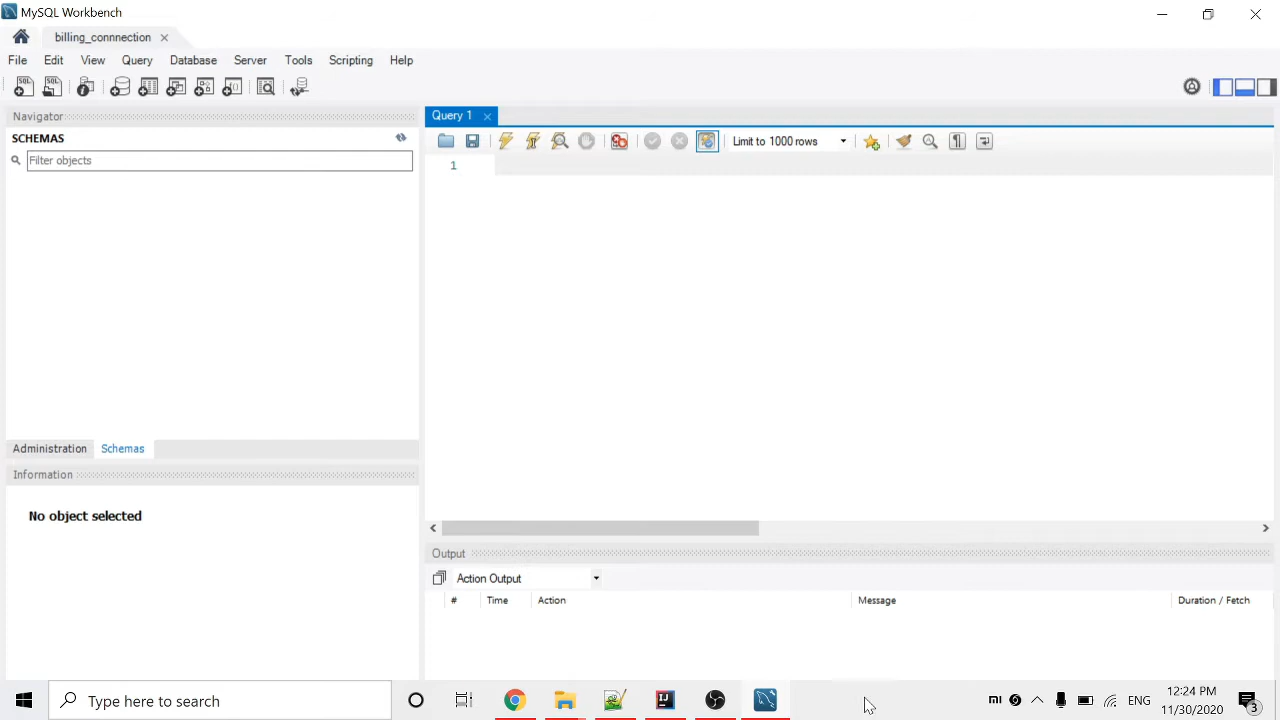 MySQL Workbench
billing_connnection
File Edit View Query Database Server Tools Scripting Help
Navigator
SCHEMAS
Filter objects
Administration Schemas
Information
No object selected
Query 1
Limit to 1000 rows
1
Output
Action Output
# Time Action Message Duration / Fetch
Type here to search
ENG
12:24 PM
11/30/2020
3